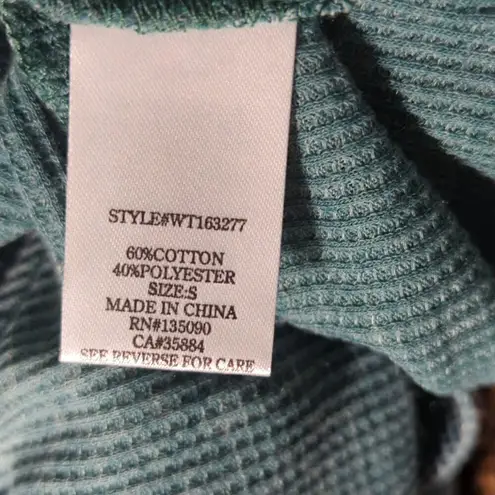 STYLE#WT163277
60%COTTON
40%POLYESTER
SIZE:S
MADE IN CHINA
RN#135090
CA#35884
SEE REVERSE FOR CARE